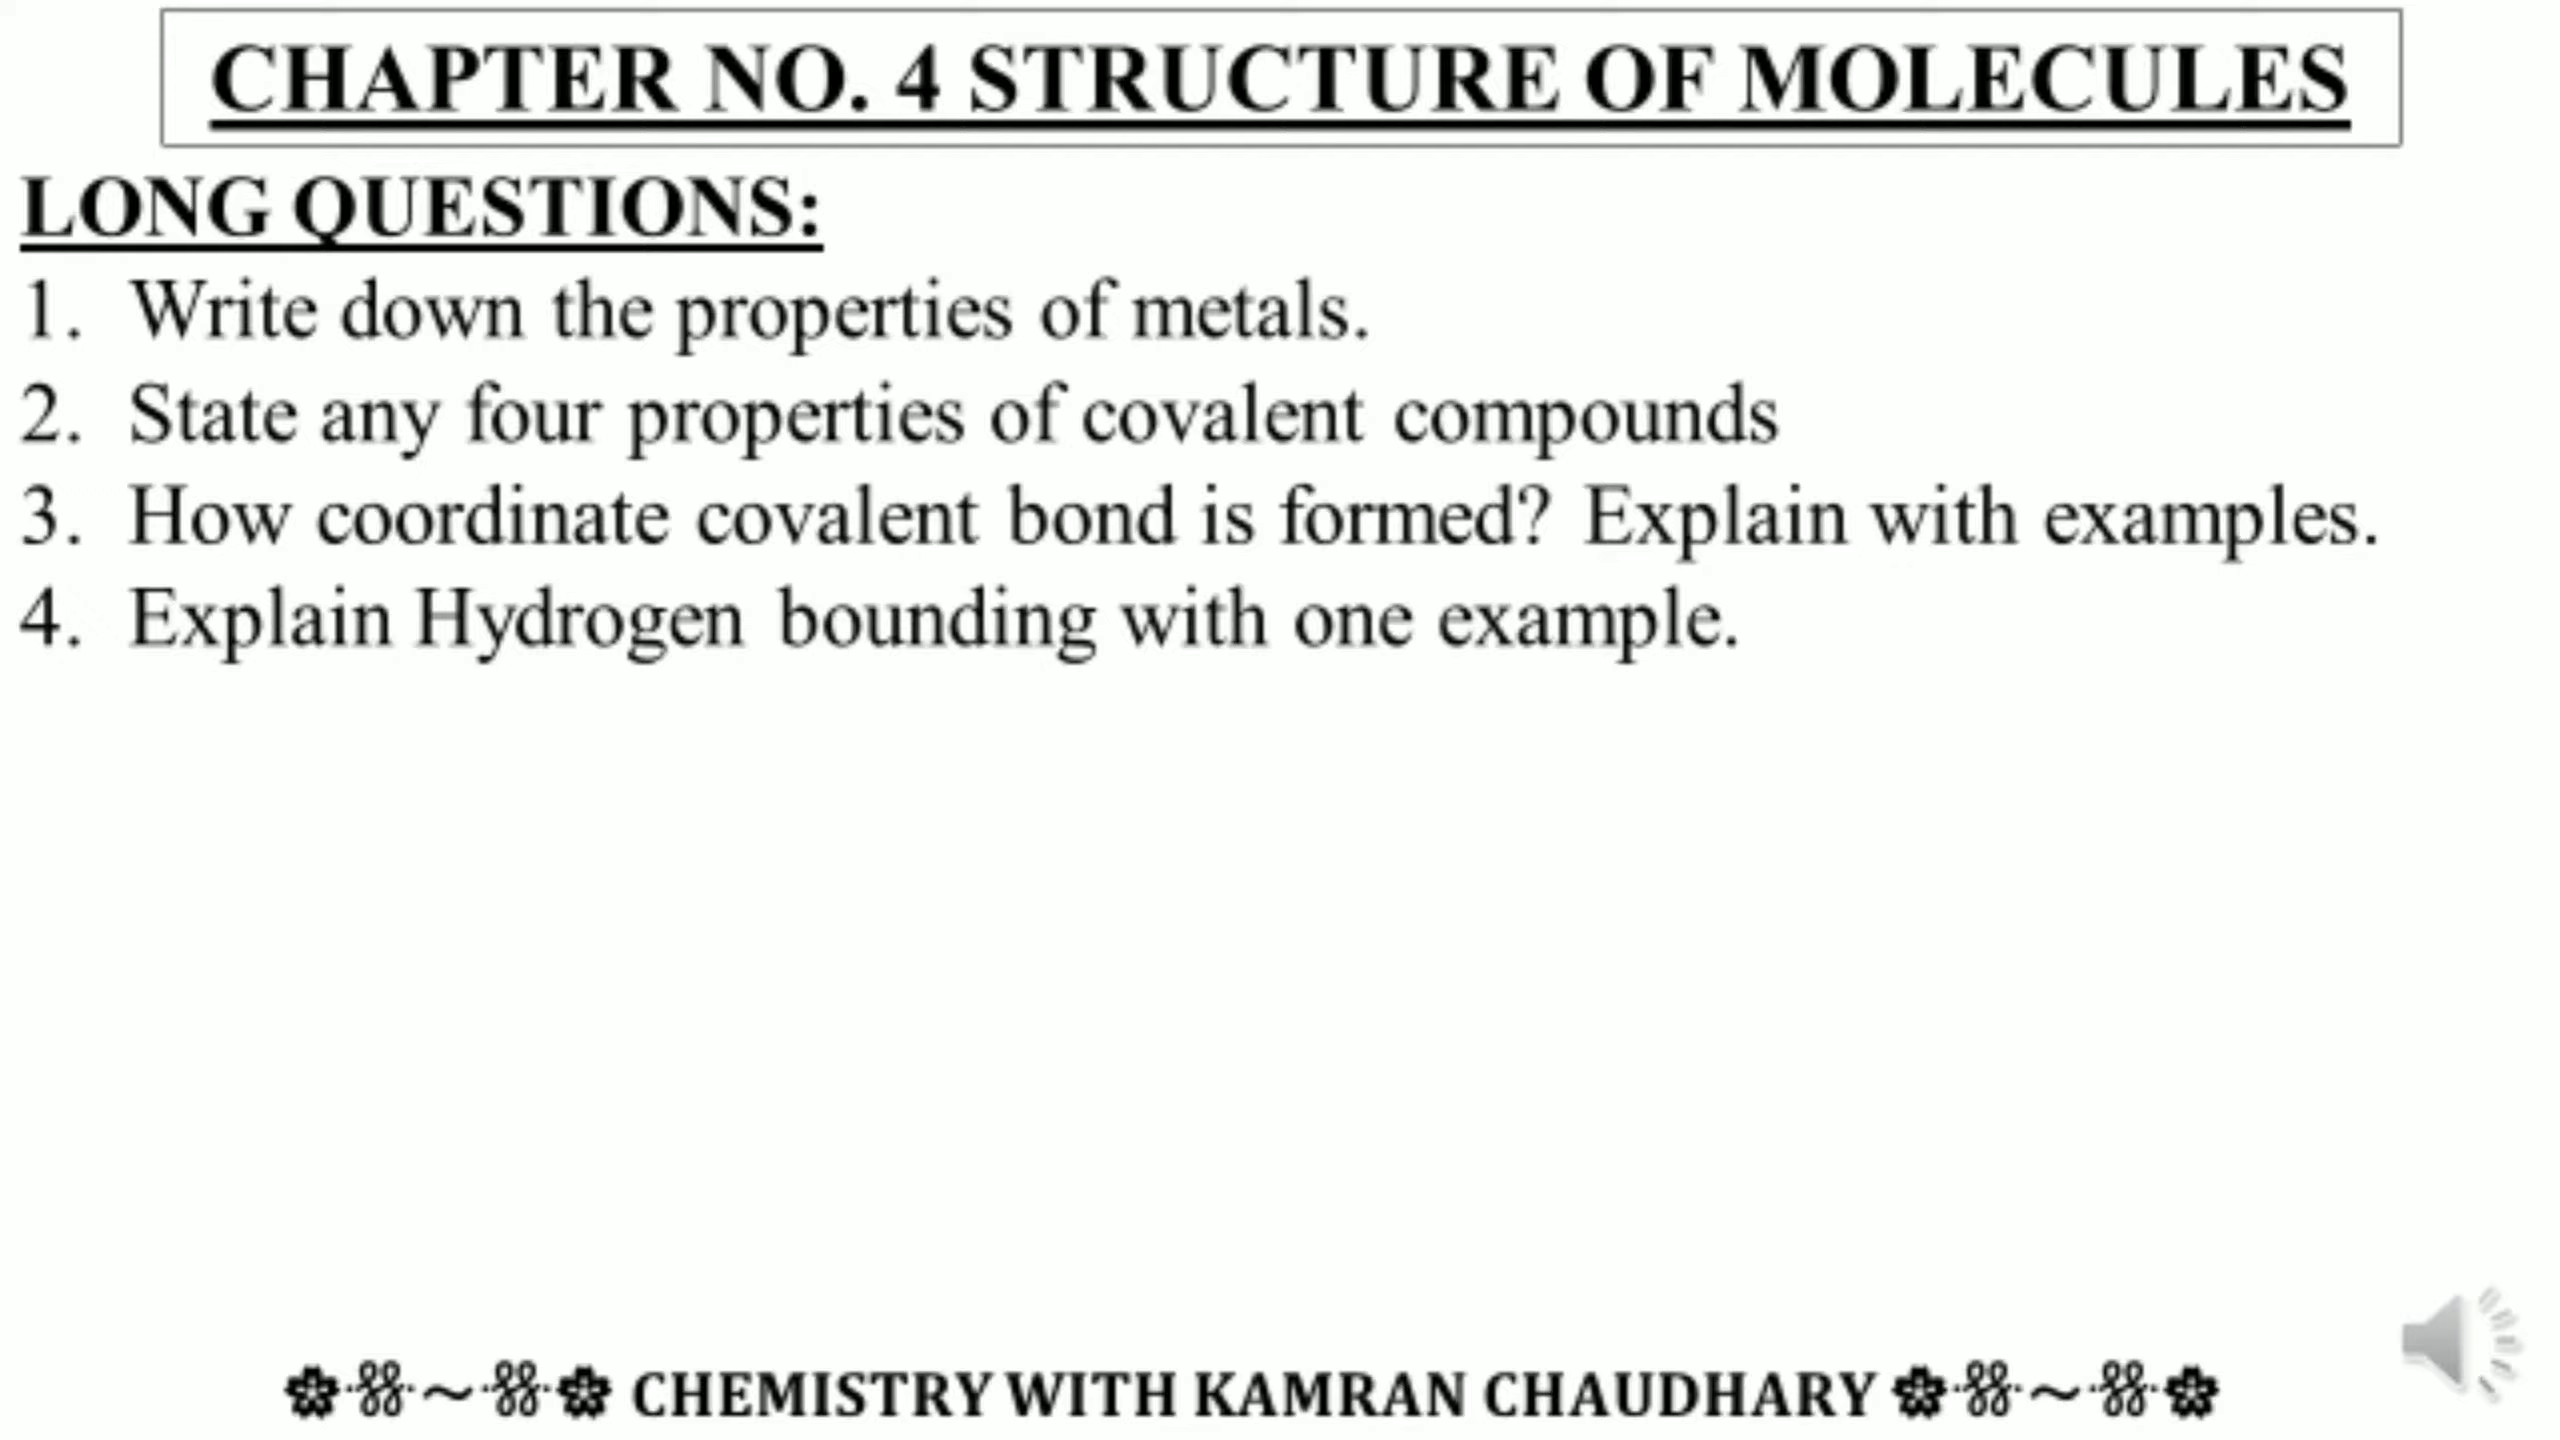 CHAPTER NO. 4 STRUCTURE OF MOLECULES
LONG QUESTIONS:
1. Write down the properties of metals.
2. State any four properties of covalent compounds
3. How coordinate covalent bond is formed? Explain with examples.
4. Explain Hydrogen bounding with one example.
CHEMISTRY WITH KAMRAN CHAUDHARY